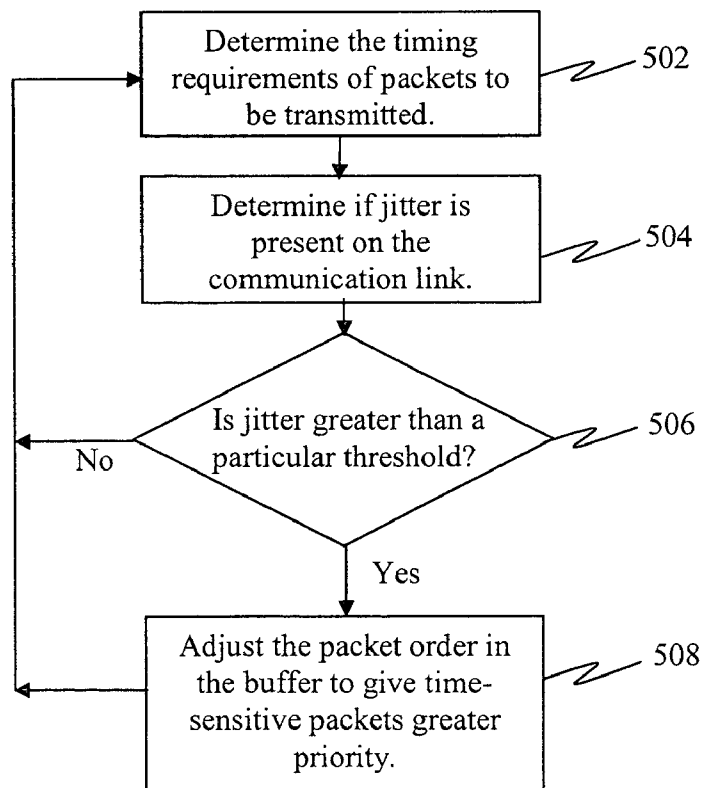 Determine the timing
requirements of packets to
be transmitted.
502
Determine if jitter is
present on the
communication link.
504
Is jitter greater than a
particular threshold?
506
No
Yes
Adjust the packet order in
the buffer to give time-
sensitive packets greater
priority.
508